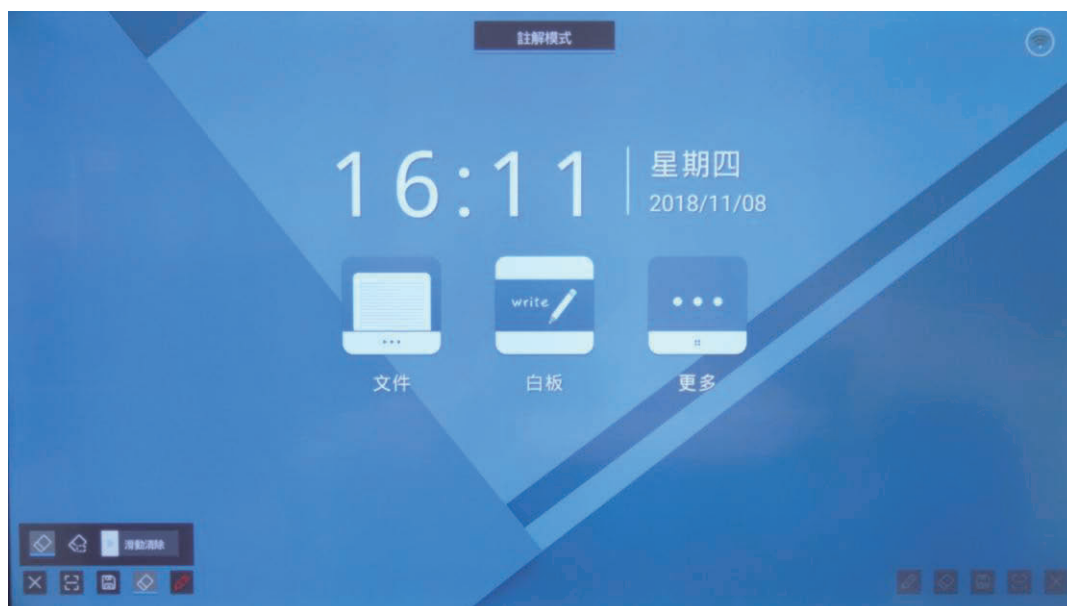 註解模式
16:11
星期四
2018/11/08
write
文件
白板
更多
滑動清除